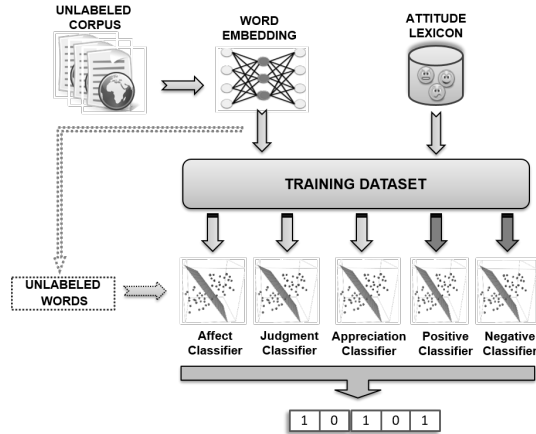 UNLABELED
CORPUS
WORD
EMBEDDING
ATTITUDE
LEXICON
TRAINING DATASET
UNLABELED
WORDS
Affect
Classifier
Judgment
Classifier
Appreciation
Classifier
Positive
Classifier
Negative
Classifier
1 0 1 0 1